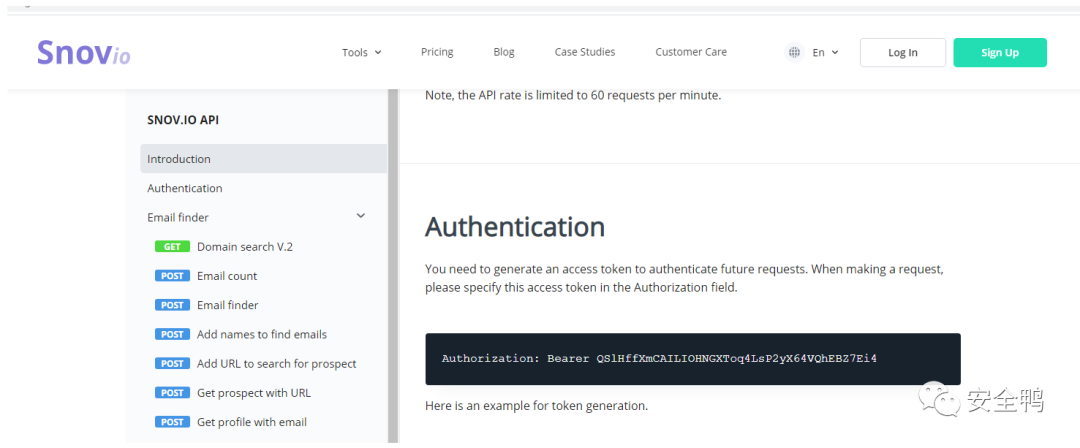 Snovio
Tools
Pricing
Blog
Case Studies
Customer Care
En
Log In
Sign Up
SNOV.IO API
Introduction
Authentication
Email finder
GET Domain search V.2
POST Email count
POST Email finder
POST Add names to find emails
POST Add URL to search for prospect
POST Get prospect with URL
POST Get profile with email
Note, the API rate is limited to 60 requests per minute.
Authentication
You need to generate an access token to authenticate future requests. When making a request,
please specify this access token in the Authorization field.
Authorization: Bearer QSlHffXmCAILIOHNGXToq4LsP2yX64VQhEBZ7Ei4
Here is an example for token generation.
安全鸭